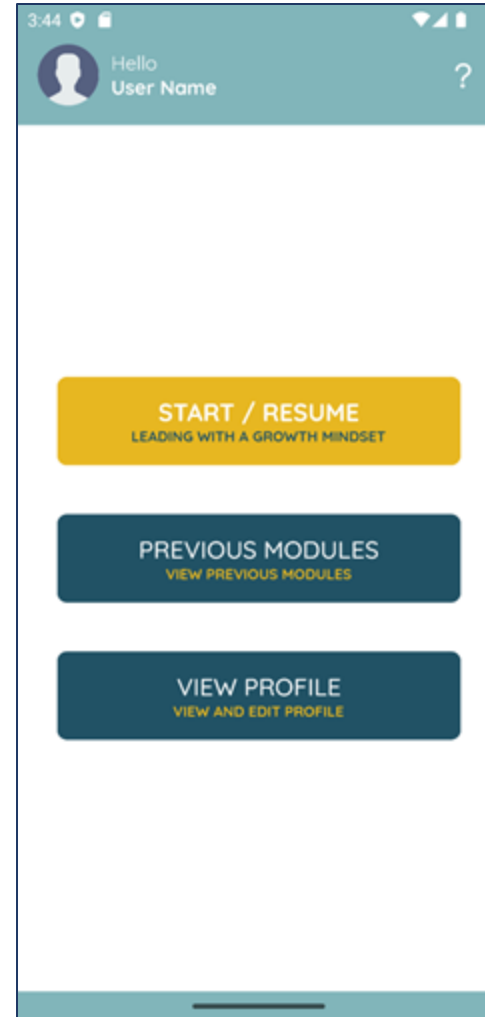 3:44
Hello
User Name
?
START / RESUME
LEADING WITH A GROWTH MINDSET
PREVIOUS MODULES
VIEW PREVIOUS MODULES
VIEW PROFILE
VIEW AND EDIT PROFILE